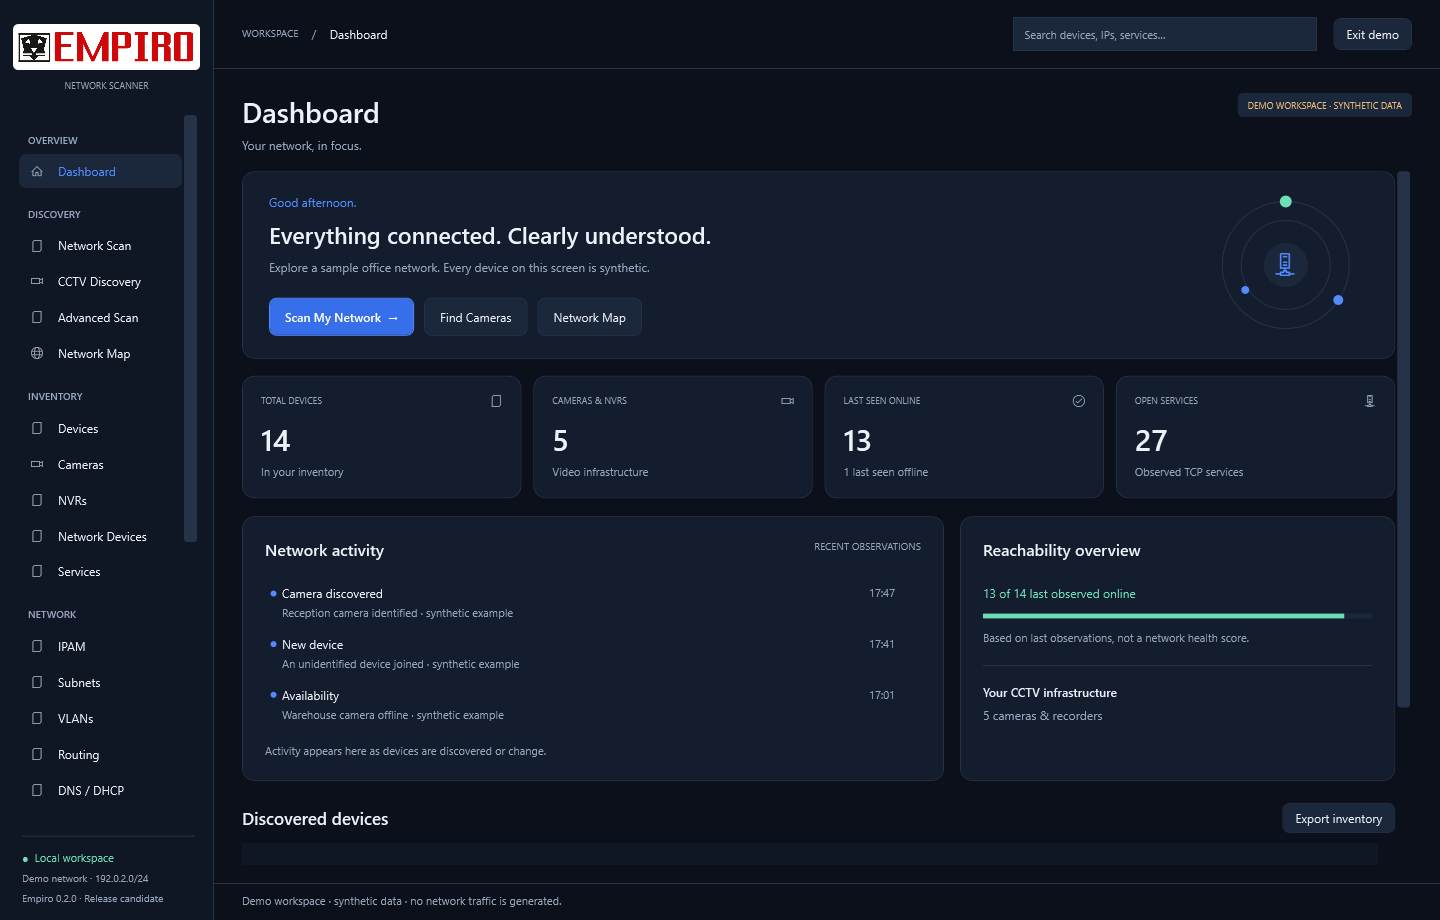 EMPIRO
NETWORK SCANNER
OVERVIEW
Dashboard
DISCOVERY
Network Scan
CCTV Discovery
Advanced Scan
Network Map
INVENTORY
Devices
Cameras
NVRs
Network Devices
Services
NETWORK
IPAM
Subnets
VLANs
Routing
DNS / DHCP
Local workspace
Demo network · 192.0.2.0/24
Empiro 0.2.0 · Release candidate
WORKSPACE / Dashboard
Search devices, IPs, services...
Exit demo
Dashboard
DEMO WORKSPACE · SYNTHETIC DATA
Your network, in focus.
Good afternoon.
Everything connected. Clearly understood.
Explore a sample office network. Every device on this screen is synthetic.
Scan My Network →
Find Cameras
Network Map
TOTAL DEVICES
14
In your inventory
CAMERAS & NVRS
5
Video infrastructure
LAST SEEN ONLINE
13
1 last seen offline
OPEN SERVICES
27
Observed TCP services
Network activity
RECENT OBSERVATIONS
Camera discovered
17:47
Reception camera identified · synthetic example
New device
17:41
An unidentified device joined · synthetic example
Availability
17:01
Warehouse camera offline · synthetic example
Activity appears here as devices are discovered or change.
Reachability overview
13 of 14 last observed online
Based on last observations, not a network health score.
Your CCTV infrastructure
5 cameras & recorders
Discovered devices
Export inventory
Demo workspace · synthetic data · no network traffic is generated.